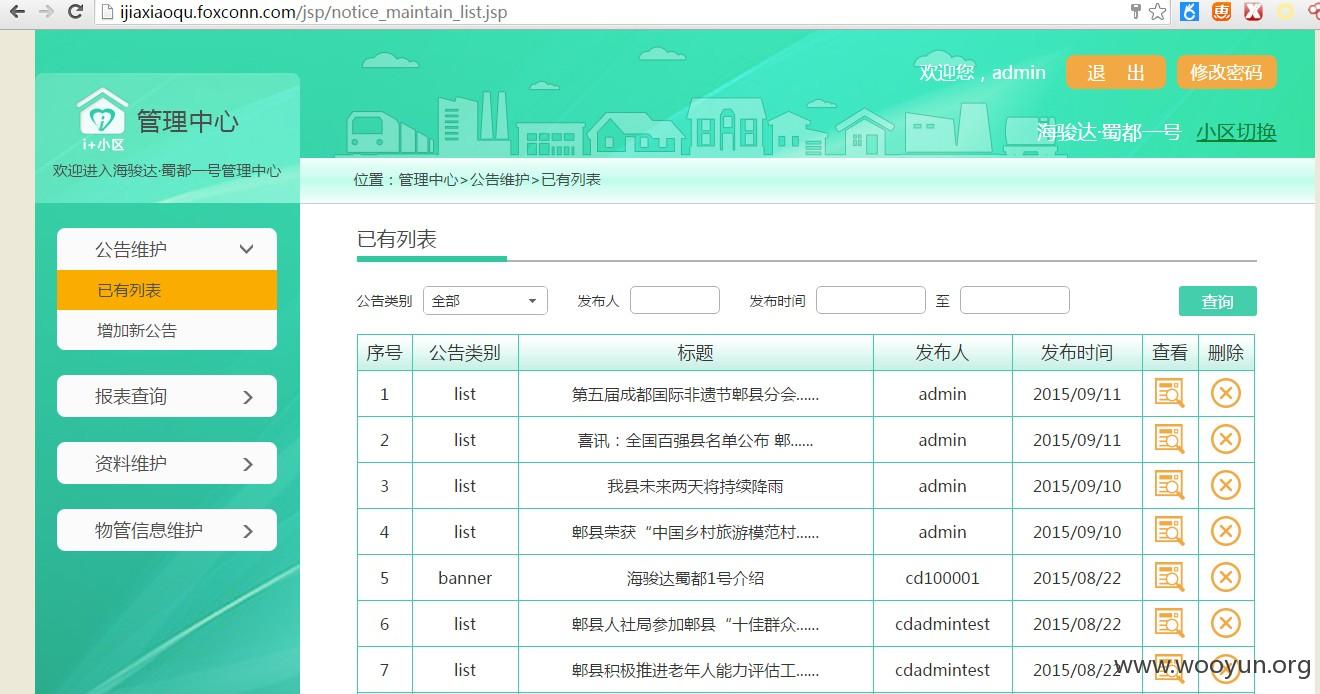 ijiaxiaoqu.foxconn.com/jsp/notice_maintain_list.jsp
欢迎您，admin 退 出 修改密码
管理中心
i+小区
海骏达·蜀都一号 小区切换
欢迎进入海骏达·蜀都一号管理中心
位置：管理中心>公告维护>已有列表
公告维护
已有列表
增加新公告
报表查询
资料维护
物管信息维护
已有列表
公告类别 全部 发布人 发布时间 至 查询
序号 公告类别 标题 发布人 发布时间 查看 删除
1 list 第五届成都国际非遗节郫县分会...... admin 2015/09/11
2 list 喜讯：全国百强县名单公布 郫...... admin 2015/09/11
3 list 我县未来两天将持续降雨 admin 2015/09/10
4 list 郫县荣获“中国乡村旅游模范村...... admin 2015/09/10
5 banner 海骏达蜀都1号介绍 cd100001 2015/08/22
6 list 郫县人社局参加郫县“十佳群众...... cdadmintest 2015/08/22
7 list 郫县积极推进老年人能力评估工...... cdadmintest 2015/08/22
www.wooyun.org